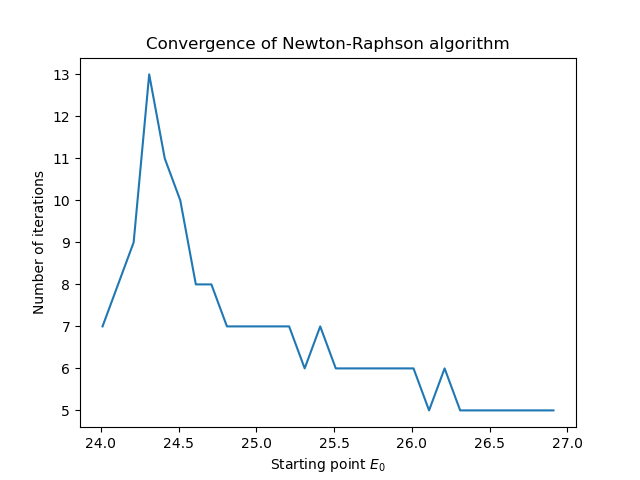 Convergence of Newton-Raphson algorithm
13
12
11
10
9
8
7
6
5
Number of iterations
24.0 24.5 25.0 25.5 26.0 26.5 27.0
Starting point E₀